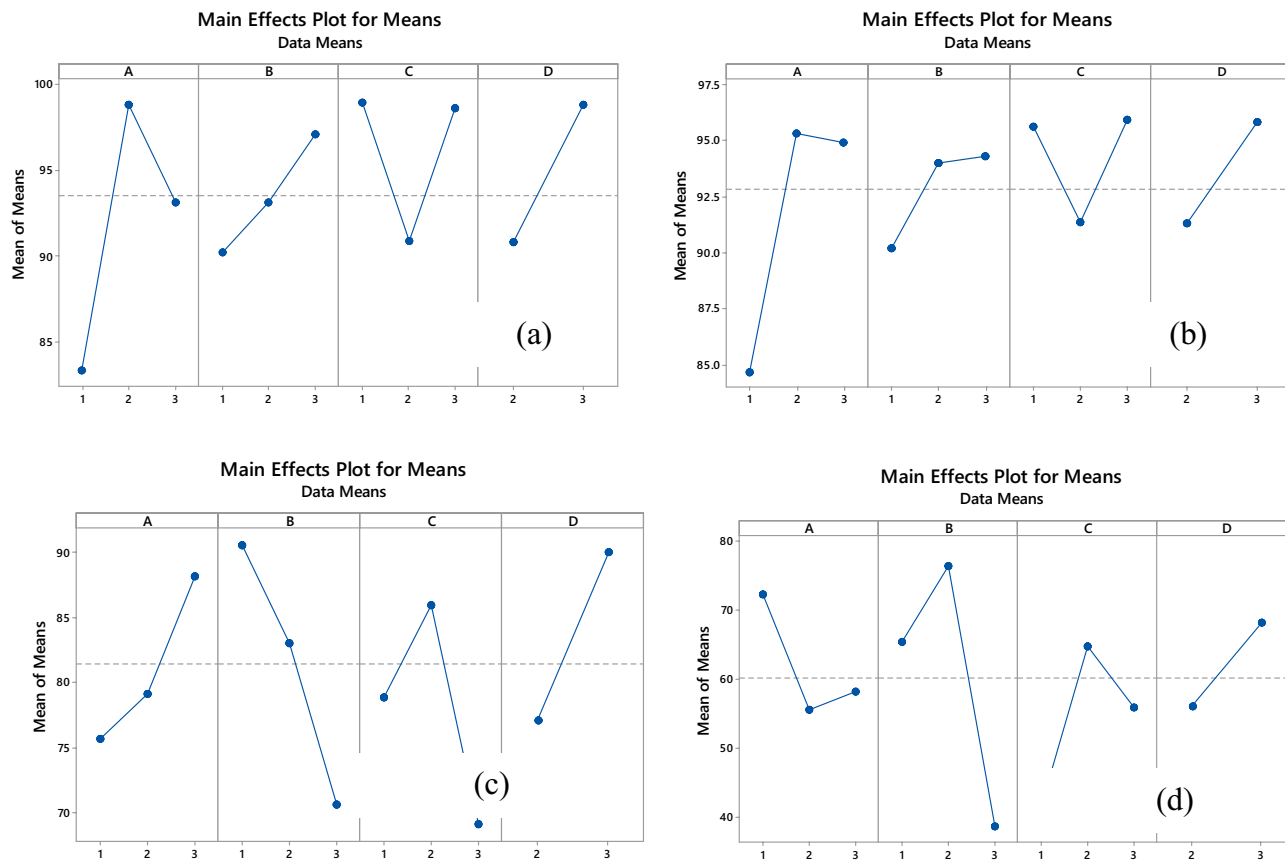 Main Effects Plot for Means
Data Means
A B C D
Mean of Means
100
95
90
85
1 2 3 1 2 3 1 2 3 2 3
(a)
Main Effects Plot for Means
Data Means
A B C D
Mean of Means
97.5
95.0
92.5
90.0
87.5
85.0
1 2 3 1 2 3 1 2 3 2 3
(b)
Main Effects Plot for Means
Data Means
A B C D
Mean of Means
90
85
80
75
70
1 2 3 1 2 3 1 2 3 2 3
(c)
Main Effects Plot for Means
Data Means
A B C D
Mean of Means
80
70
60
50
40
1 2 3 1 2 3 1 2 3 2 3
(d)